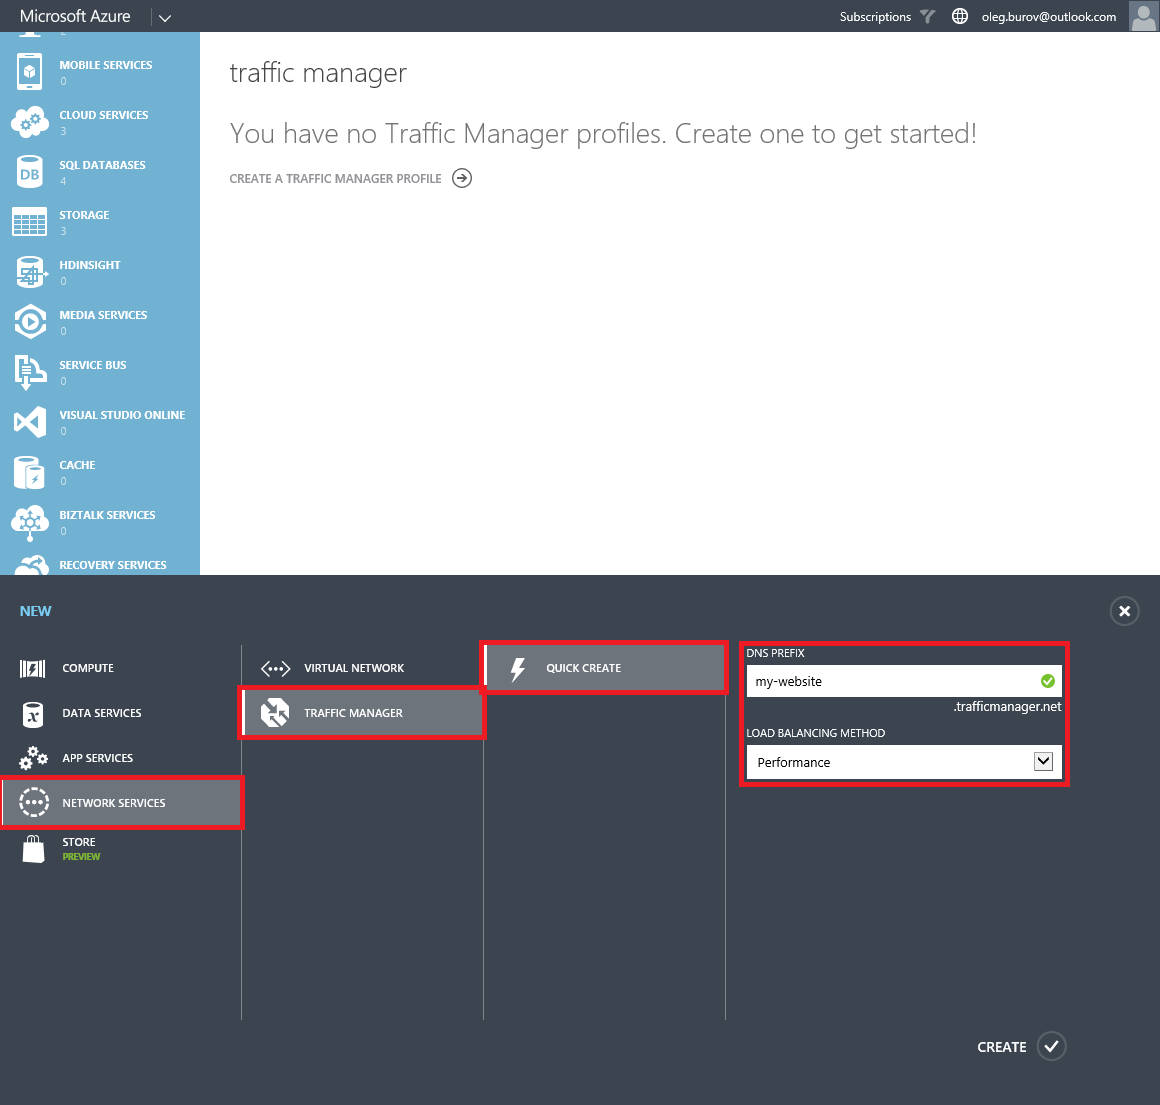 Microsoft Azure
Subscriptions
oleg.burov@outlook.com
2
MOBILE SERVICES
0
CLOUD SERVICES
3
SQL DATABASES
4
DB
STORAGE
3
HDINSIGHT
0
MEDIA SERVICES
0
SERVICE BUS
0
VISUAL STUDIO ONLINE
0
CACHE
0
BIZTALK SERVICES
0
RECOVERY SERVICES
traffic manager
You have no Traffic Manager profiles. Create one to get started!
CREATE A TRAFFIC MANAGER PROFILE
NEW
COMPUTE
DATA SERVICES
APP SERVICES
NETWORK SERVICES
STORE
PREVIEW
VIRTUAL NETWORK
TRAFFIC MANAGER
QUICK CREATE
DNS PREFIX
my-website
.trafficmanager.net
LOAD BALANCING METHOD
Performance
CREATE